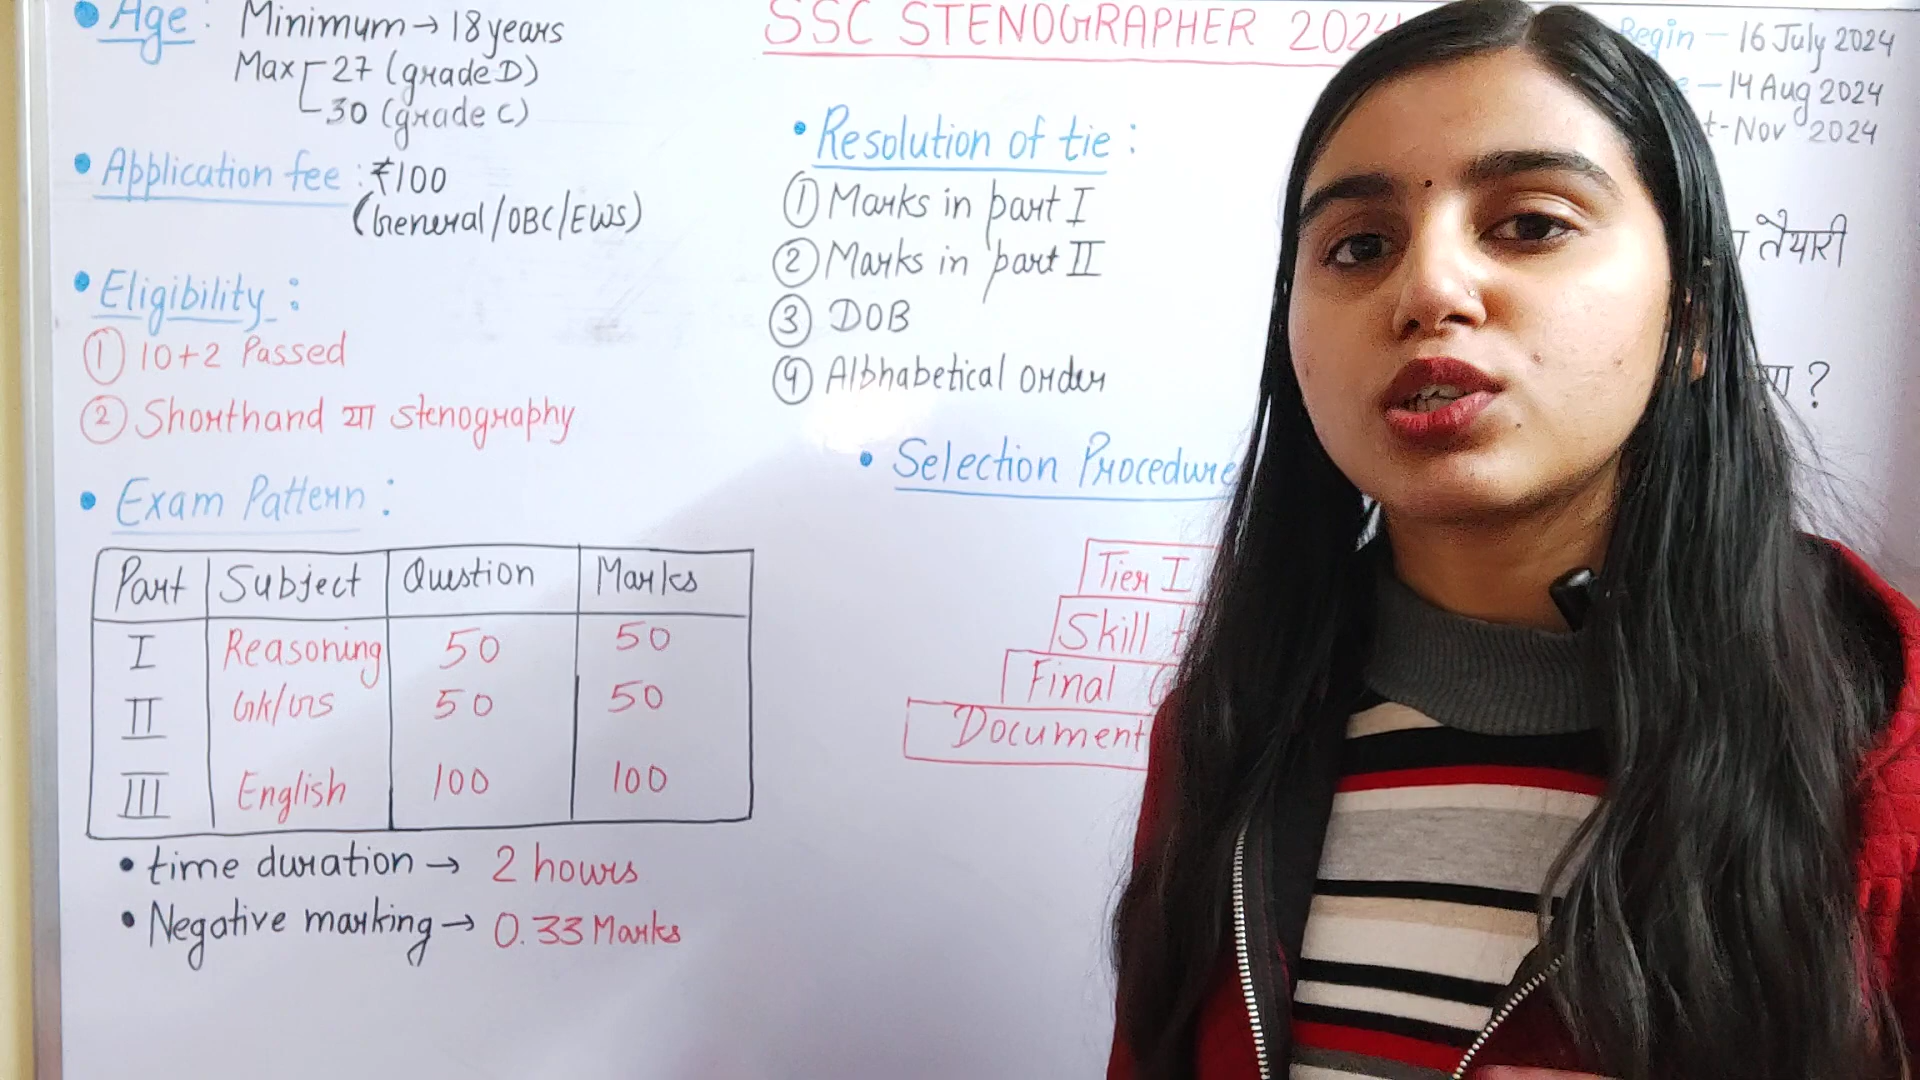 • Age : Minimum → 18 years
Max 27 (grade D)
30 (grade C)
• Application fee : ₹100
(General/OBC/EWS)
• Eligibility :
① 10+2 Passed
② Shorthand या stenography
• Exam Pattern :
Part Subject Question Marks
I Reasoning 50 50
II GK/GS 50 50
III English 100 100
• time duration → 2 hours
• Negative marking → 0.33 Marks
SSC STENOGRAPHER 2024
• Resolution of tie :
① Marks in part I
② Marks in part II
③ DOB
④ Alphabetical order
• Selection Procedure
Tier I
Skill
Final
Document
Begin – 16 July 2024
– 14 Aug 2024
- Nov 2024
तैयारी
?